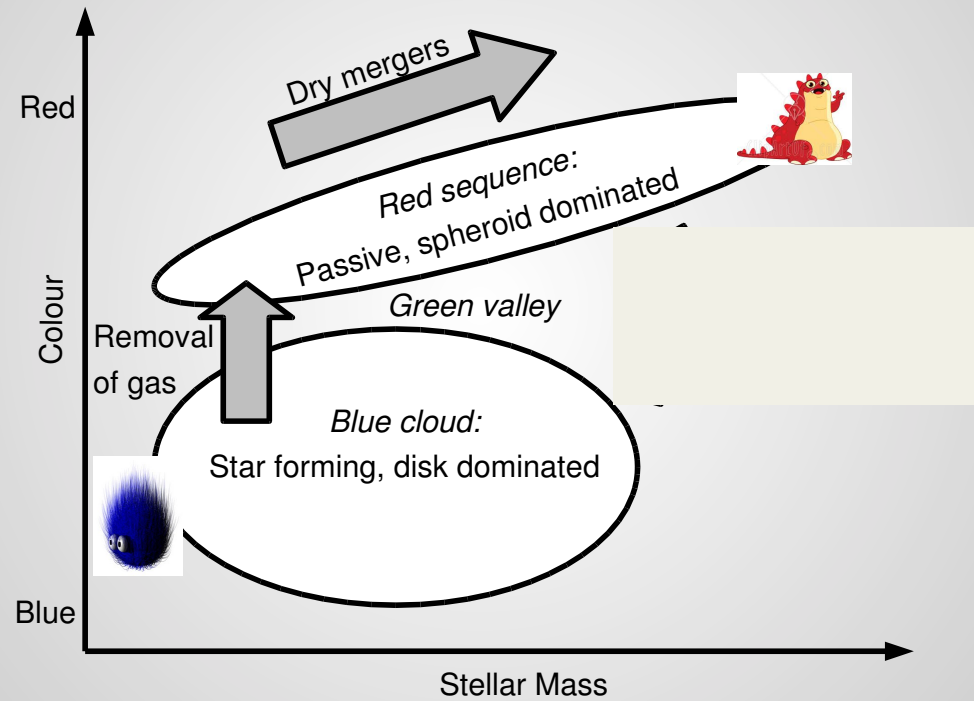 Dry mergers
Red
Red sequence:
Passive, spheroid dominated
Colour
Green valley
Removal
of gas
Blue cloud:
Star forming, disk dominated
Blue
Stellar Mass